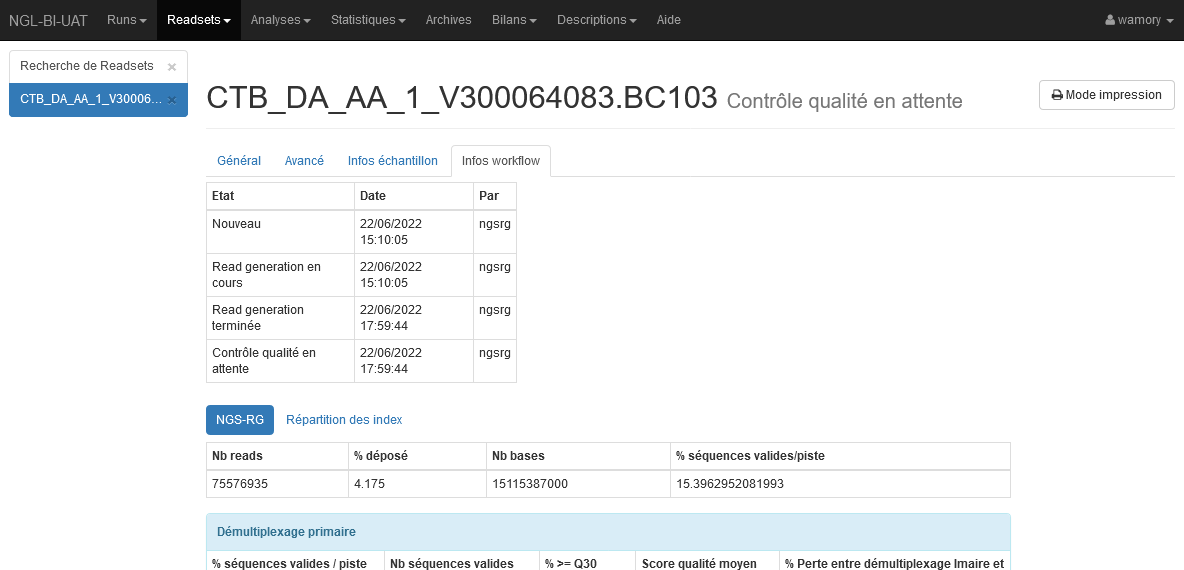 NGL-BI-UAT Runs Readsets Analyses Statistiques Archives Bilans Descriptions Aide wamory
Recherche de Readsets ×
CTB_DA_AA_1_V30006... ×
CTB_DA_AA_1_V300064083.BC103 Contrôle qualité en attente
Mode impression
Général Avancé Infos échantillon Infos workflow
Etat Date Par
Nouveau 22/06/2022 15:10:05 ngsrg
Read generation en cours 22/06/2022 15:10:05 ngsrg
Read generation terminée 22/06/2022 17:59:44 ngsrg
Contrôle qualité en attente 22/06/2022 17:59:44 ngsrg
NGS-RG Répartition des index
Nb reads % déposé Nb bases % séquences valides/piste
75576935 4.175 15115387000 15.3962952081993
Démultiplexage primaire
% séquences valides / piste Nb séquences valides % >= Q30 Score qualité moyen % Perte entre démultiplexage Imaire et